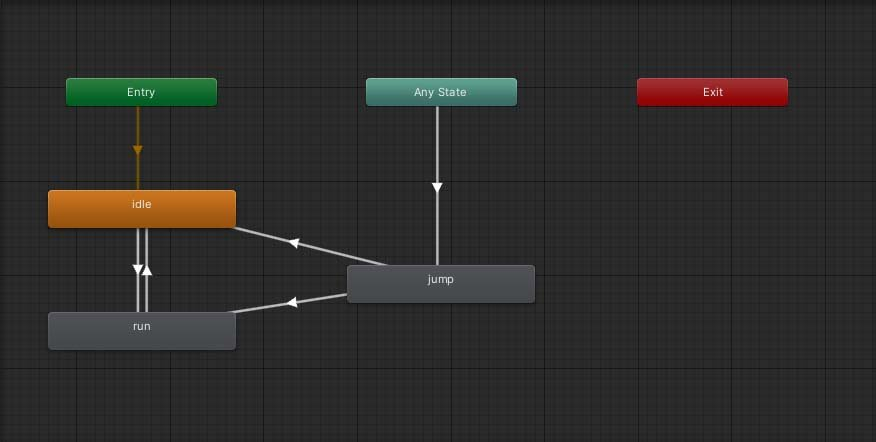 Entry
Any State
Exit
idle
jump
run